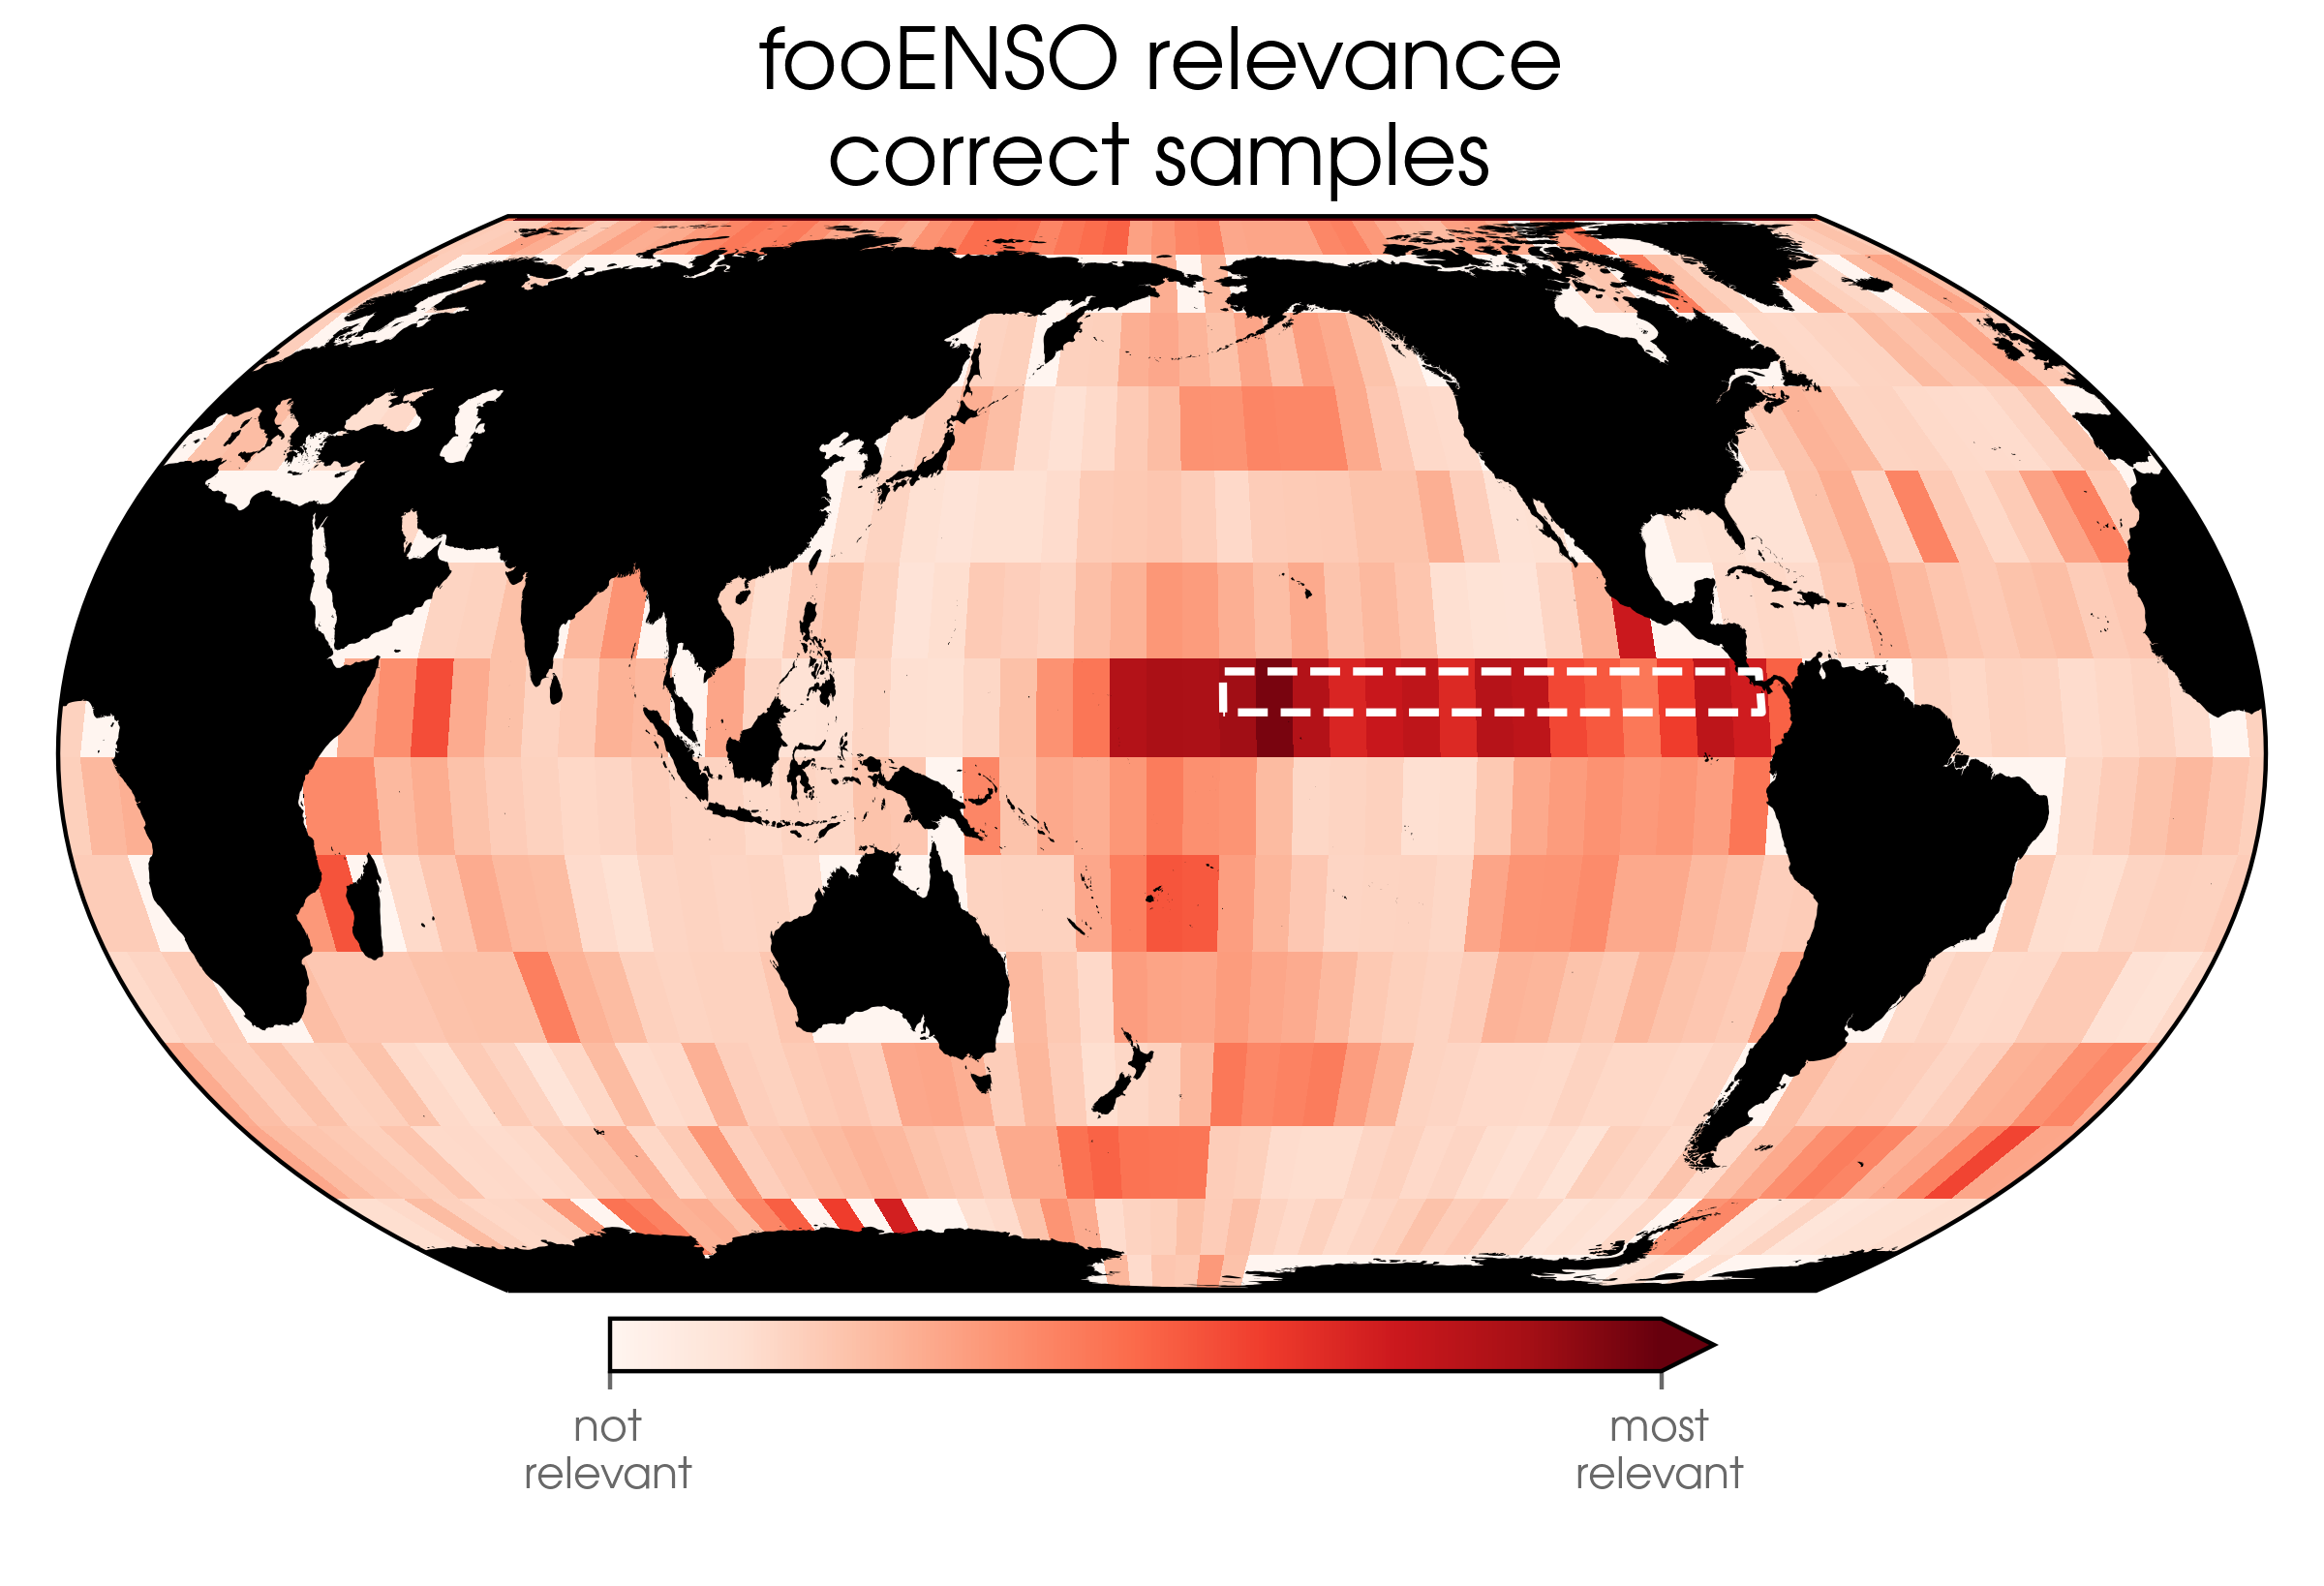 fooENSO relevance
correct samples
not
relevant
most
relevant